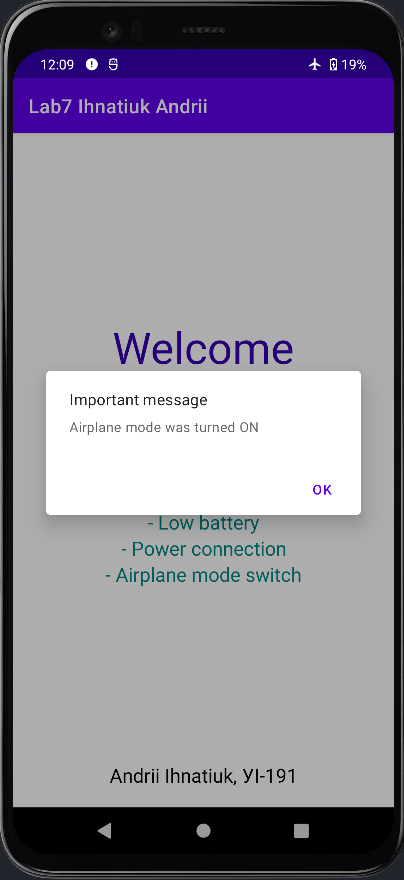 12:09
19%
Lab7 Ihnatiuk Andrii
Welcome
Important message
Airplane mode was turned ON
OK
- Low battery
- Power connection
- Airplane mode switch
Andrii Ihnatiuk, УІ-191